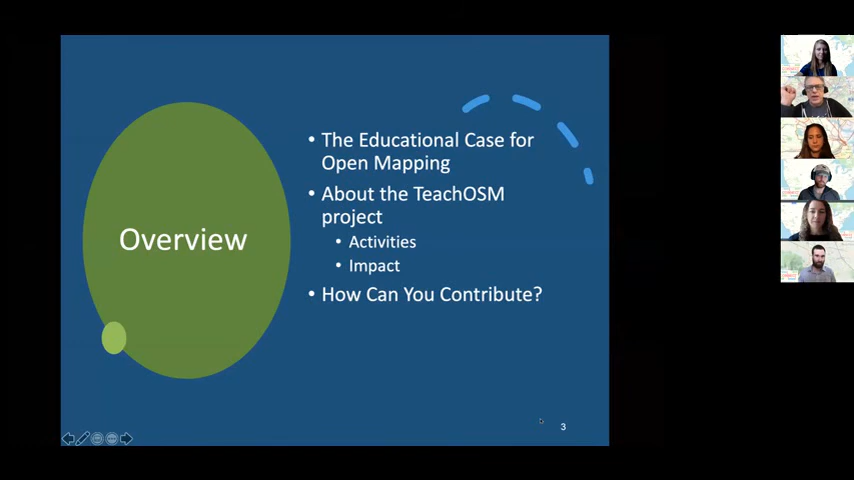 Overview
• The Educational Case for
Open Mapping
• About the TeachOSM
project
• Activities
• Impact
• How Can You Contribute?
3